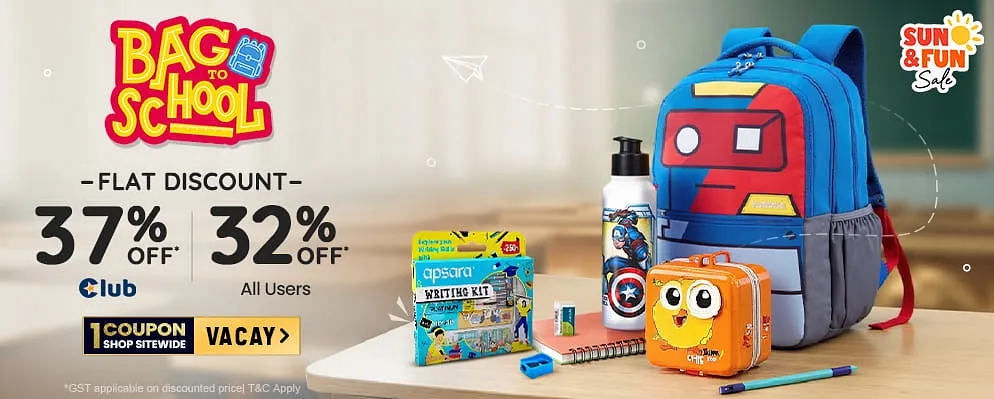 BAG
TO
SCHOOL
SUN
&FUN
Sale
–FLAT DISCOUNT–
37% OFF*
32% OFF*
Club
All Users
1 COUPON
SHOP SITEWIDE
VACAY>
apsara
WRITING KIT
PLATINUM
*GST applicable on discounted price| T&C Apply